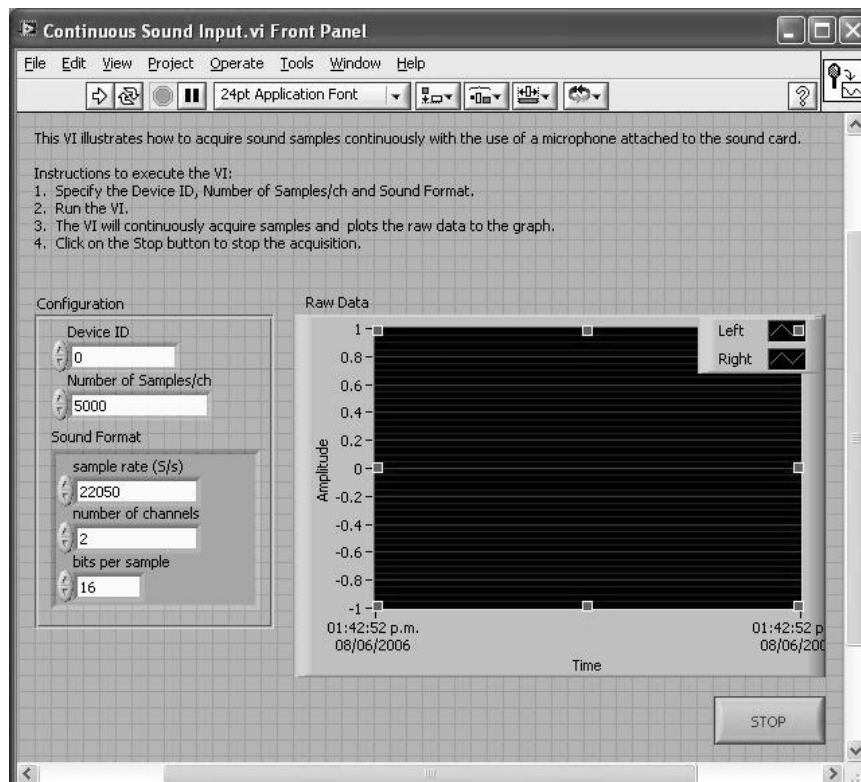 Continuous Sound Input.vi Front Panel
File Edit View Project Operate Tools Window Help
24pt Application Font
?
This VI illustrates how to acquire sound samples continuously with the use of a microphone attached to the sound card.
Instructions to execute the VI:
1. Specify the Device ID, Number of Samples/ch and Sound Format.
2. Run the VI.
3. The VI will continuously acquire samples and plots the raw data to the graph.
4. Click on the Stop button to stop the acquisition.
Configuration
Device ID
0
Number of Samples/ch
5000
Sound Format
sample rate (S/s)
22050
number of channels
2
bits per sample
16
Raw Data
Left
Right
Amplitude
1
0.8
0.6
0.4
0.2
0
-0.2
-0.4
-0.6
-0.8
-1
01:42:52 p.m.
08/06/2006
01:42:52 p
08/06/200
Time
STOP